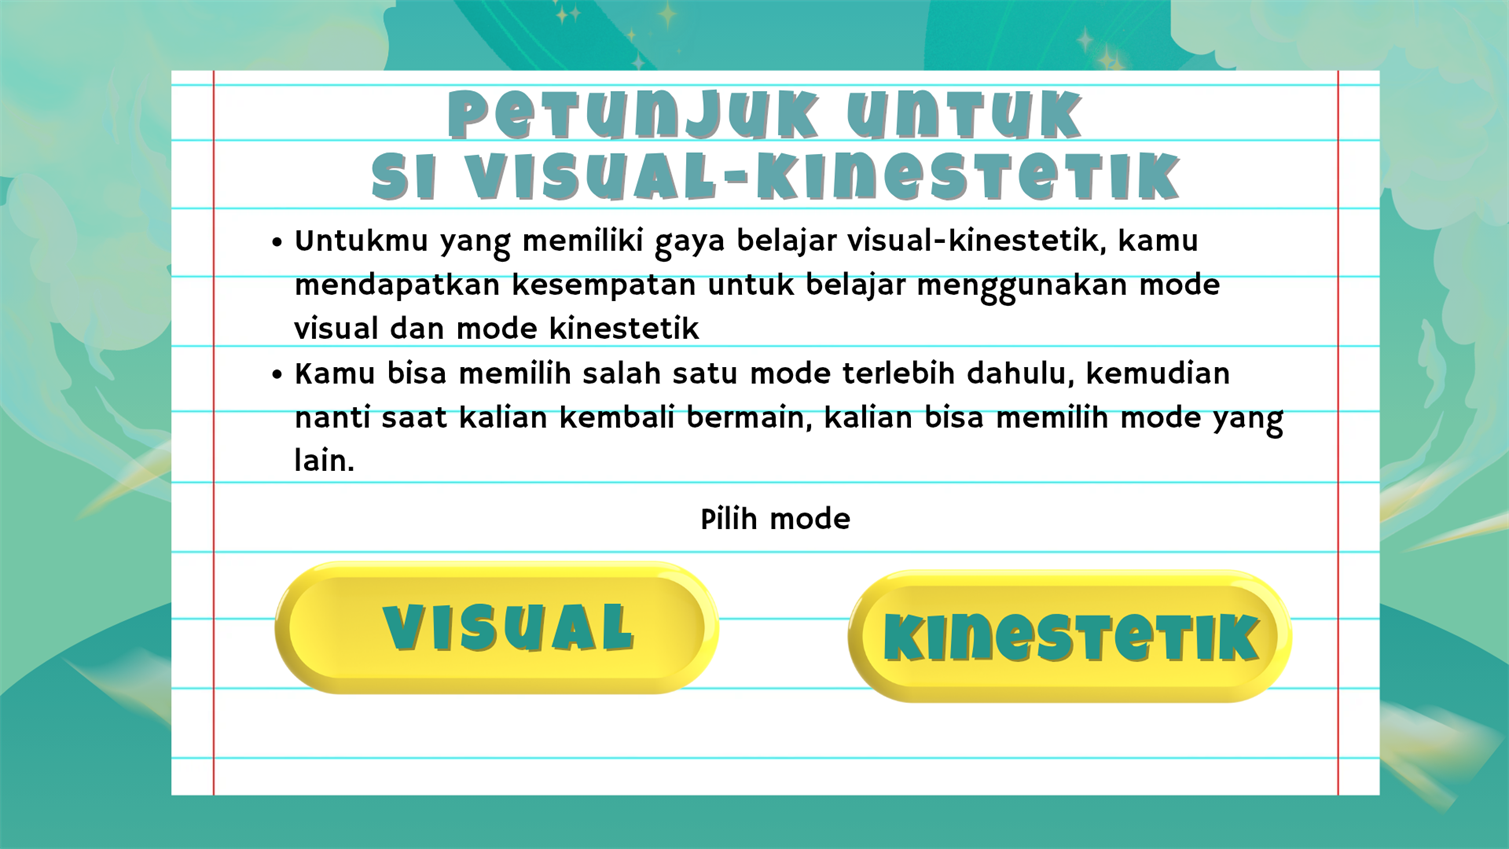 PETUNJUK UNTUK
SI VISUAL-KINESTETIK
• Untukmu yang memiliki gaya belajar visual-kinestetik, kamu
mendapatkan kesempatan untuk belajar menggunakan mode
visual dan mode kinestetik
• Kamu bisa memilih salah satu mode terlebih dahulu, kemudian
nanti saat kalian kembali bermain, kalian bisa memilih mode yang
lain.
Pilih mode
VISUAL
KINESTETIK